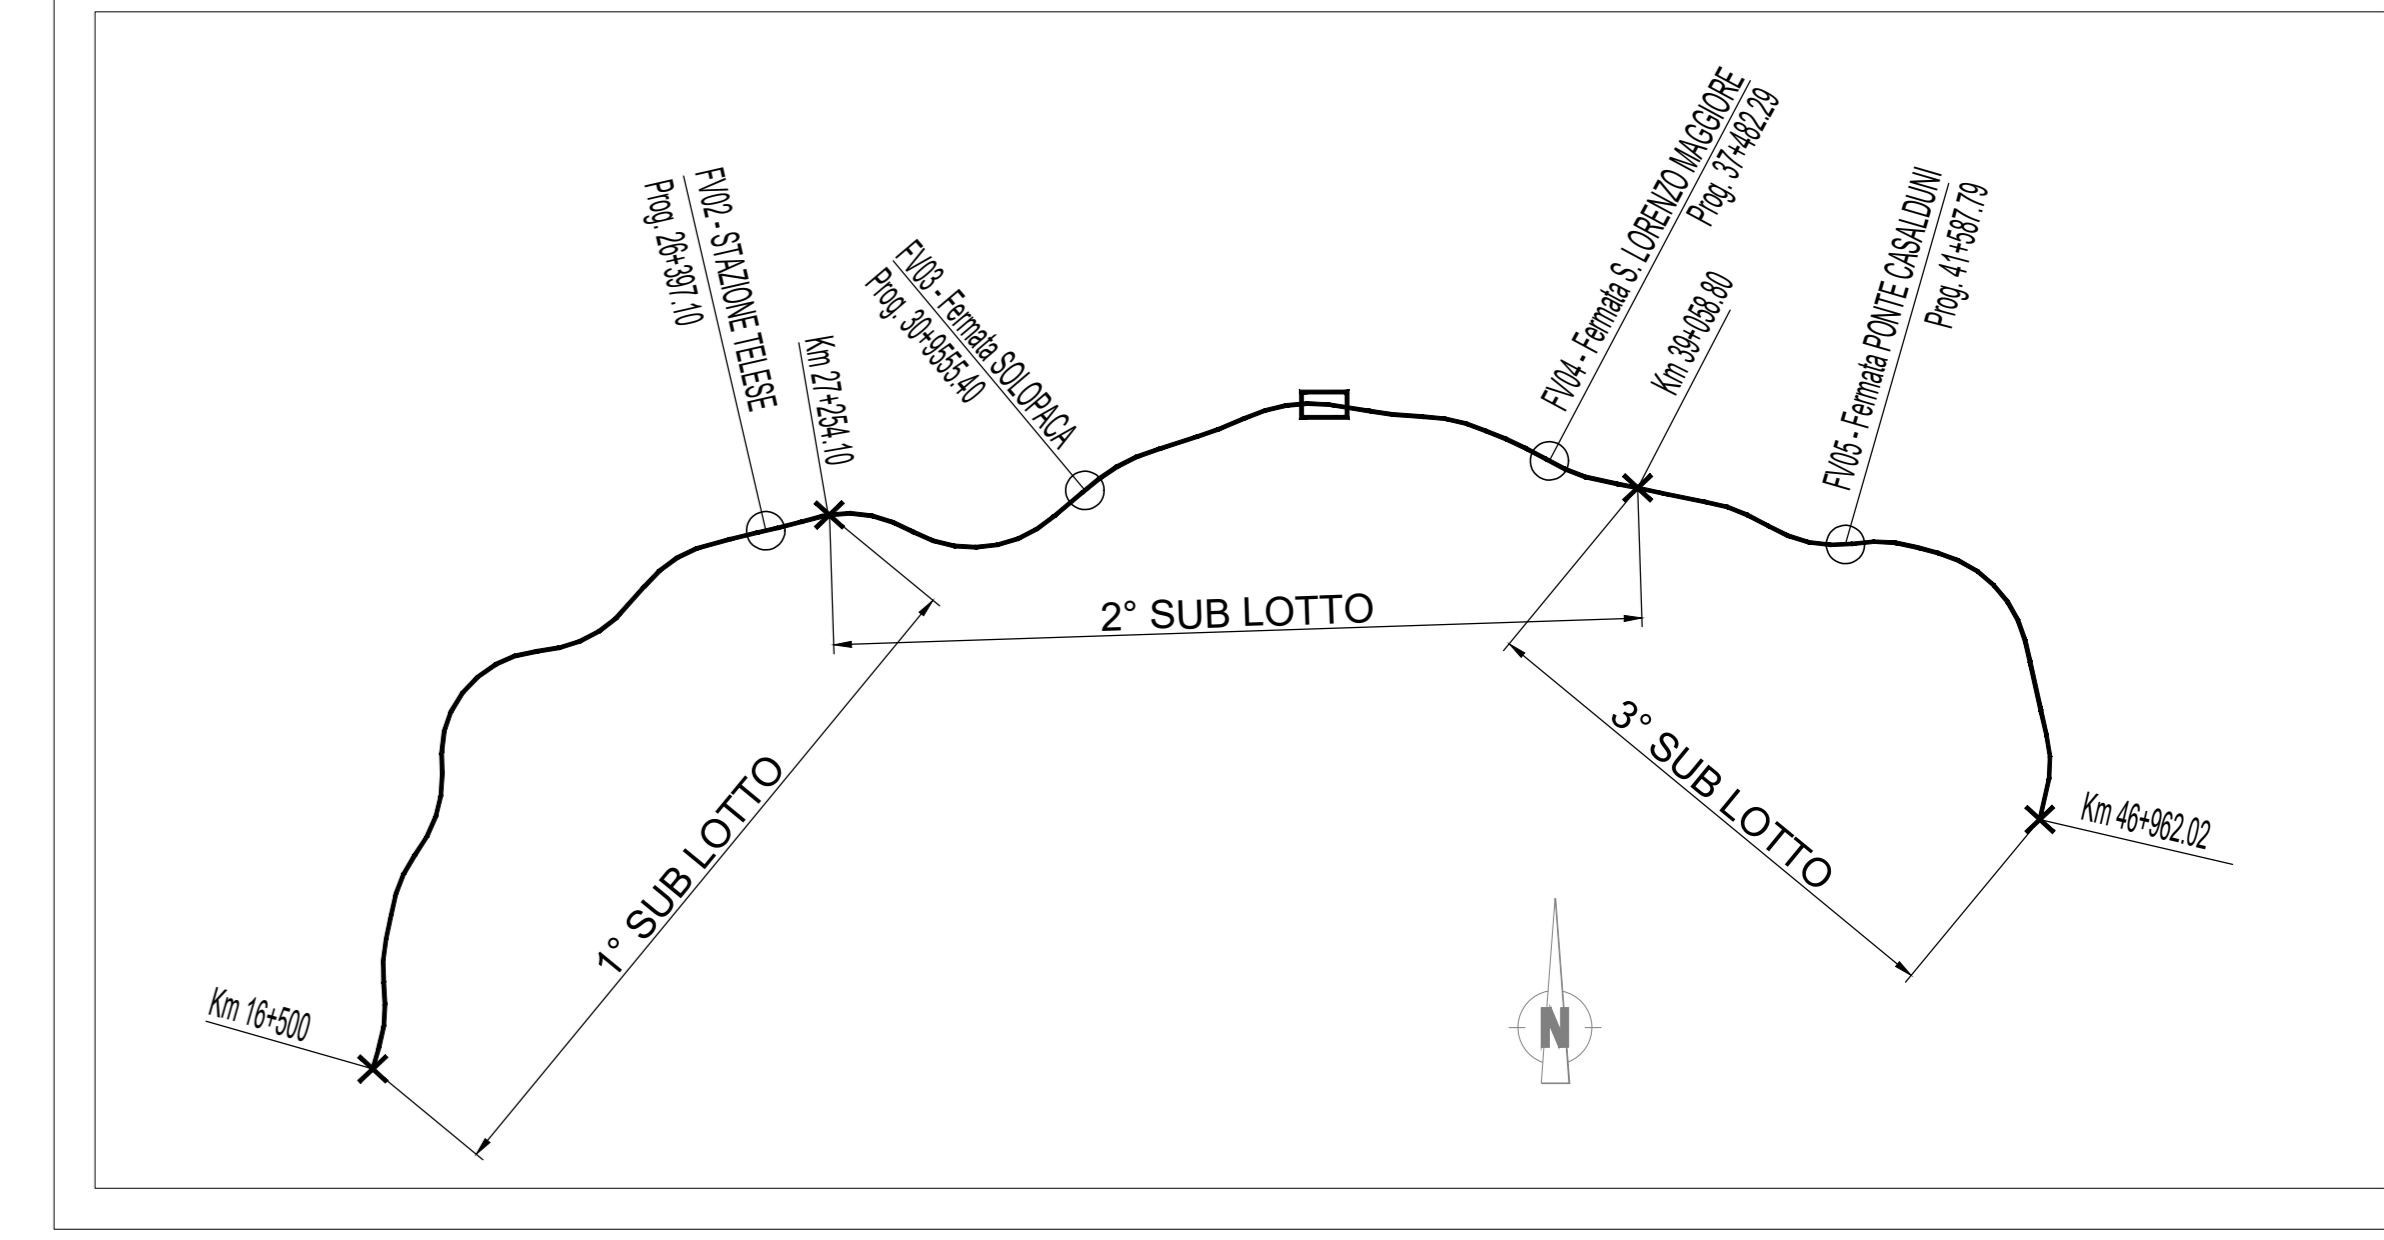 FV02 - STAZIONE TELESE
Prog. 26+397.10
Km 27+254.10
FV03 - Fermata SOLOPACA
Prog. 30+9555.40
FV04 - Fermata S. LORENZO MAGGIORE
Prog. 37+482.29
Km 39+058.80
FV05 - Fermata PONTE CASALDUNI
Prog. 41+587.79
2° SUB LOTTO
1° SUB LOTTO
3° SUB LOTTO
Km 46+962.02
Km 16+500
N